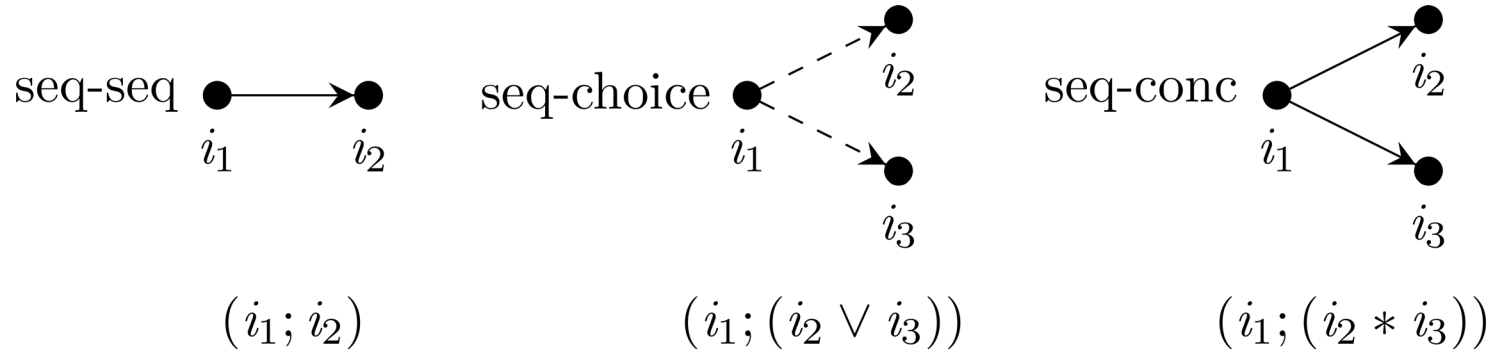 seq-seq i₁ i₂
seq-choice i₁ i₂ i₃
seq-conc i₁ i₂ i₃
(i₁; i₂)
(i₁; (i₂ ∨ i₃))
(i₁; (i₂ * i₃))